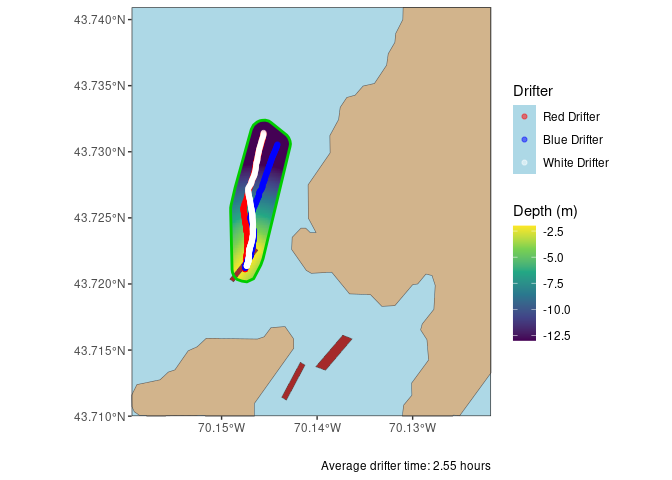 43.740°N
43.735°N
43.730°N
43.725°N
43.720°N
43.715°N
43.710°N
70.15°W
70.14°W
70.13°W
Drifter
Red Drifter
Blue Drifter
White Drifter
Depth (m)
-2.5
-5.0
-7.5
-10.0
-12.5
Average drifter time: 2.55 hours